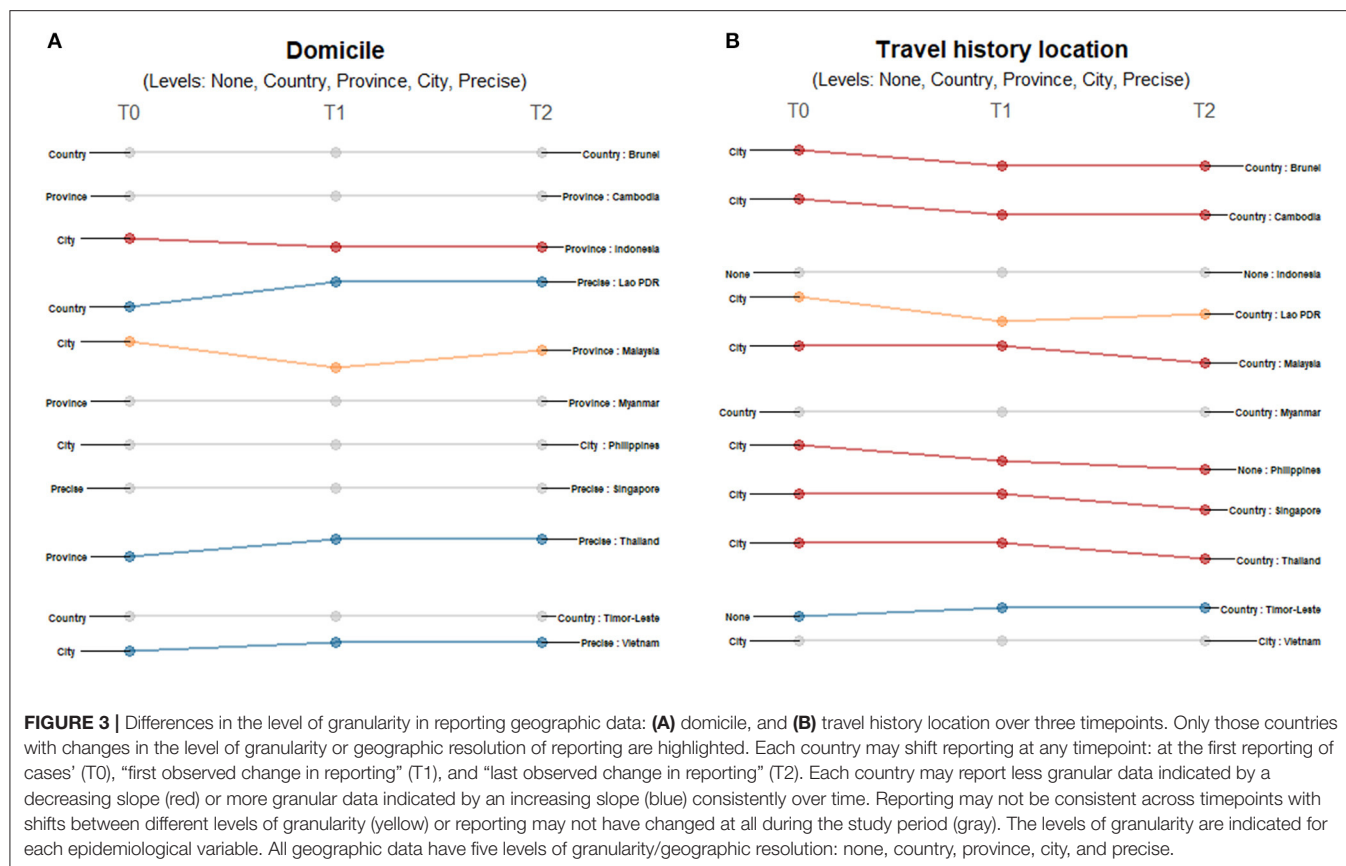 A
Domicile
(Levels: None, Country, Province, City, Precise)
T0 T1 T2
Country Country : Brunei
Province Province : Cambodia
City Province : Indonesia
Precise : Lao PDR
Country
City Province : Malaysia
Province Province : Myanmar
City City : Philippines
Precise Precise : Singapore
Province Precise : Thailand
Country Country : Timor-Leste
City Precise : Vietnam
B
Travel history location
(Levels: None, Country, Province, City, Precise)
T0 T1 T2
City Country : Brunei
City Country : Cambodia
None None : Indonesia
City Country : Lao PDR
City Country : Malaysia
Country Country : Myanmar
City None : Philippines
City Country : Singapore
City Country : Thailand
None Country : Timor-Leste
City City : Vietnam
FIGURE 3 | Differences in the level of granularity in reporting geographic data: (A) domicile, and (B) travel history location over three timepoints. Only those countries
with changes in the level of granularity or geographic resolution of reporting are highlighted. Each country may shift reporting at any timepoint: at the first reporting of
cases' (T0), "first observed change in reporting" (T1), and "last observed change in reporting" (T2). Each country may report less granular data indicated by a
decreasing slope (red) or more granular data indicated by an increasing slope (blue) consistently over time. Reporting may not be consistent across timepoints with
shifts between different levels of granularity (yellow) or reporting may not have changed at all during the study period (gray). The levels of granularity are indicated for
each epidemiological variable. All geographic data have five levels of granularity/geographic resolution: none, country, province, city, and precise.